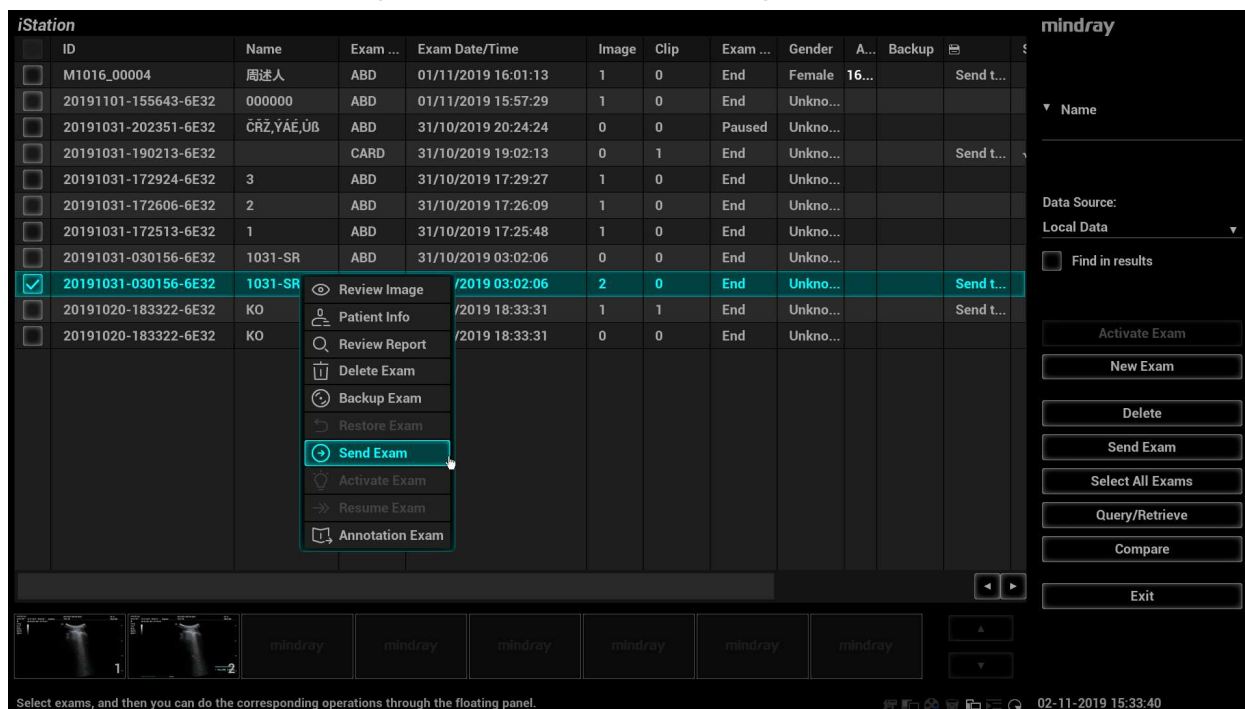 iStation
mindray
ID Name Exam ... Exam Date/Time Image Clip Exam ... Gender A... Backup
M1016_00004 周述人 ABD 01/11/2019 16:01:13 1 0 End Female 16... Send t...
20191101-155643-6E32 000000 ABD 01/11/2019 15:57:29 1 0 End Unkno...
20191031-202351-6E32 ČŘŽ,ÝÁÉ,Úß ABD 31/10/2019 20:24:24 0 0 Paused Unkno...
20191031-190213-6E32 CARD 31/10/2019 19:02:13 0 1 End Unkno... Send t...
20191031-172924-6E32 3 ABD 31/10/2019 17:29:27 1 0 End Unkno...
20191031-172606-6E32 2 ABD 31/10/2019 17:26:09 1 0 End Unkno...
20191031-172513-6E32 1 ABD 31/10/2019 17:25:48 1 0 End Unkno...
20191031-030156-6E32 1031-SR ABD 31/10/2019 03:02:06 0 0 End Unkno...
20191031-030156-6E32 1031-SR /2019 03:02:06 2 0 End Unkno... Send t...
20191020-183322-6E32 KO /2019 18:33:31 1 1 End Unkno... Send t...
20191020-183322-6E32 KO /2019 18:33:31 0 0 End Unkno...
Review Image
Patient Info
Review Report
Delete Exam
Backup Exam
Restore Exam
Send Exam
Activate Exam
Resume Exam
Annotation Exam
Name
Data Source:
Local Data
Find in results
Activate Exam
New Exam
Delete
Send Exam
Select All Exams
Query/Retrieve
Compare
Exit
1 2 mindray mindray mindray mindray mindray mindray
Select exams, and then you can do the corresponding operations through the floating panel.
02-11-2019 15:33:40